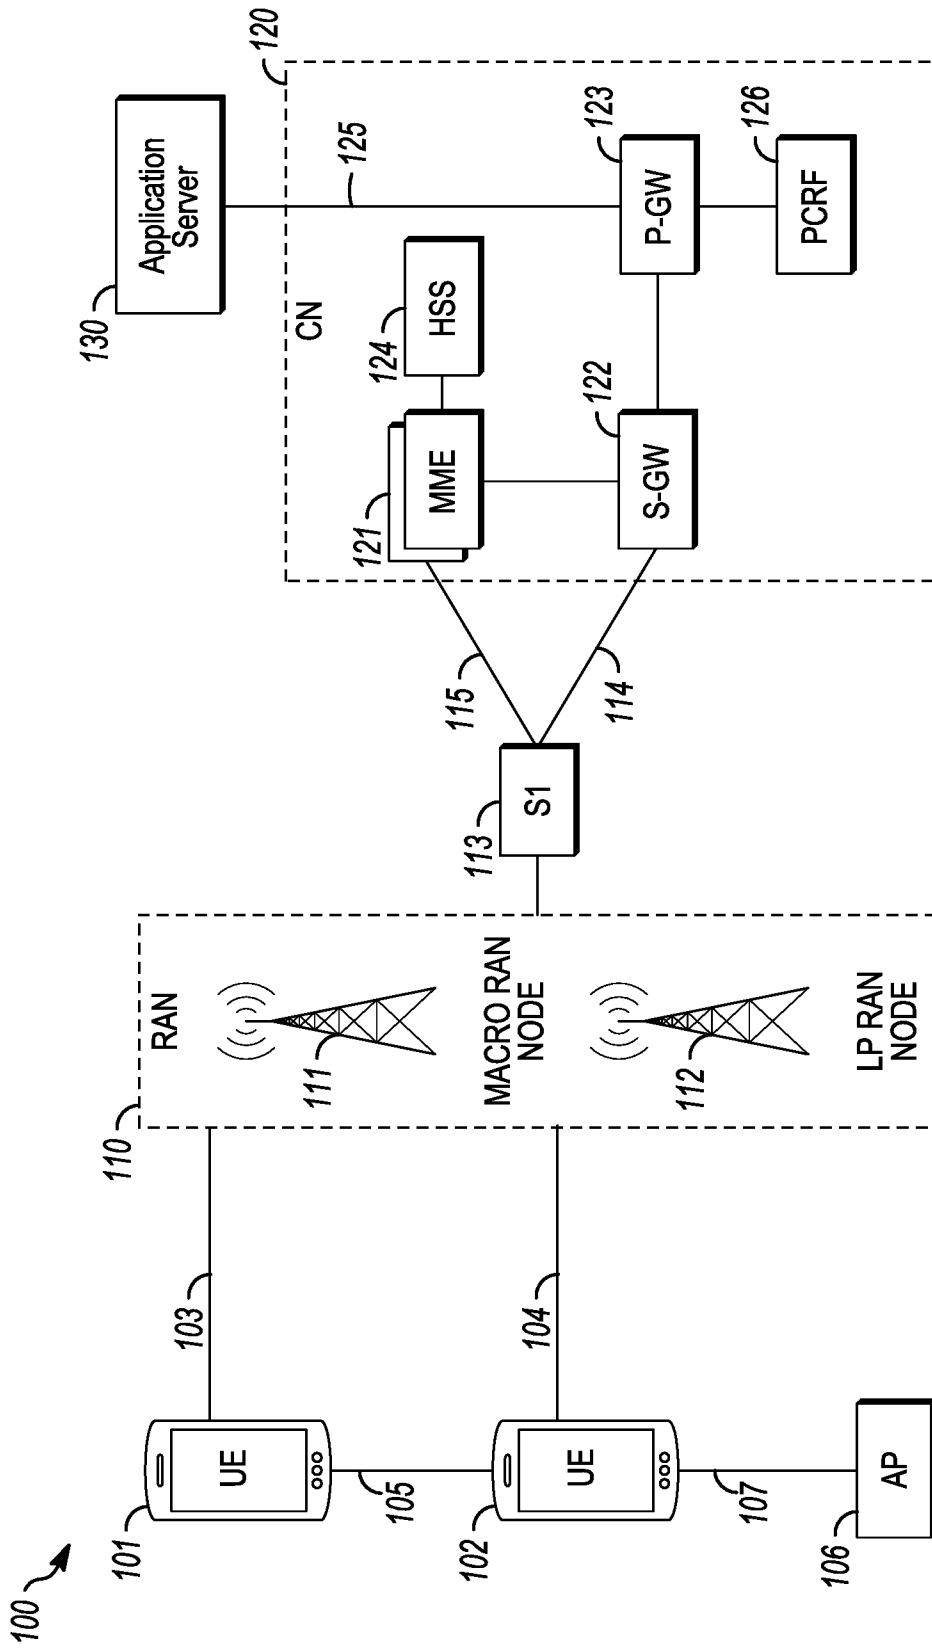 100
101
UE
103
105
102
UE
104
107
106
AP
110
RAN
111
MACRO RAN
NODE
112
LP RAN
NODE
113
S1
115
114
130
Application
Server
125
120
CN
121
MME
124
HSS
122
S-GW
123
P-GW
126
PCRF